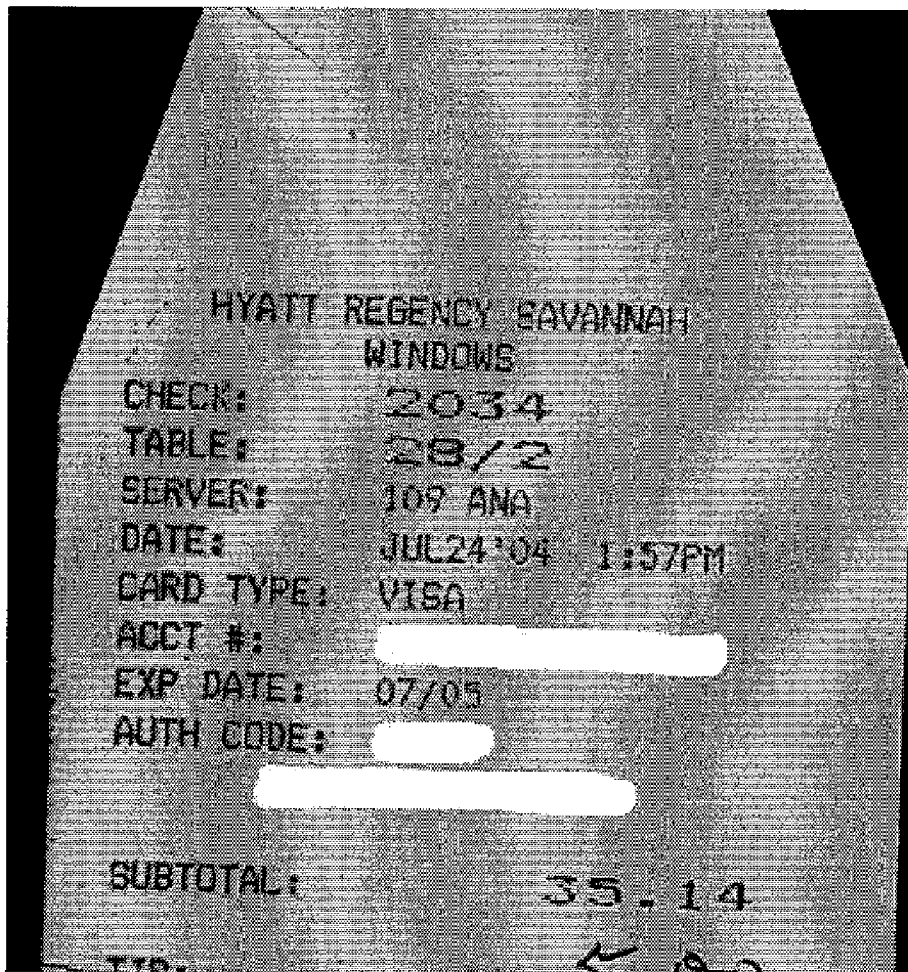 HYATT REGENCY SAVANNAH
WINDOWS
CHECK: 2034
TABLE: 28/2
SERVER: 109 ANA
DATE: JUL24'04 1:57PM
CARD TYPE: VISA
ACCT #:
EXP DATE: 07/05
AUTH CODE:
SUBTOTAL: 35.14
TIP: